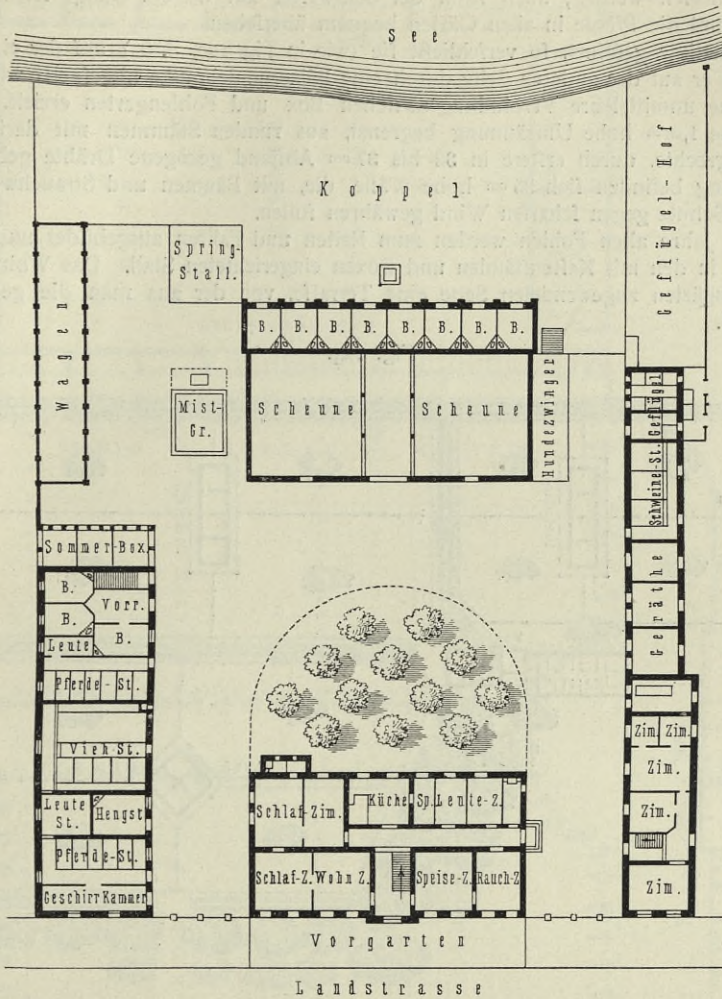 See
Koppel
Geflügel-Hof
Wagen
Spring-
Stall.
B. B. B. B. B. B. B. B.
Mist-
Gr.
Scheune
Scheune
Hundezwinger
Geflügel
Schweine-St.
Geräthe
Sommer-Box.
B.
Vorr.
B.
B.
Leute
Pferde-St.
Vieh-St.
Leute
St.
Hengst
Pferde-St.
Geschirr Kammer
Schlaf-Zim.
Küche
Sp.
Leute-Z.
Schlaf-Z.
Wohn Z.
Speise-Z.
Rauch-Z
Zim.
Zim.
Zim.
Zim.
Zim.
Vorgarten
Landstrasse